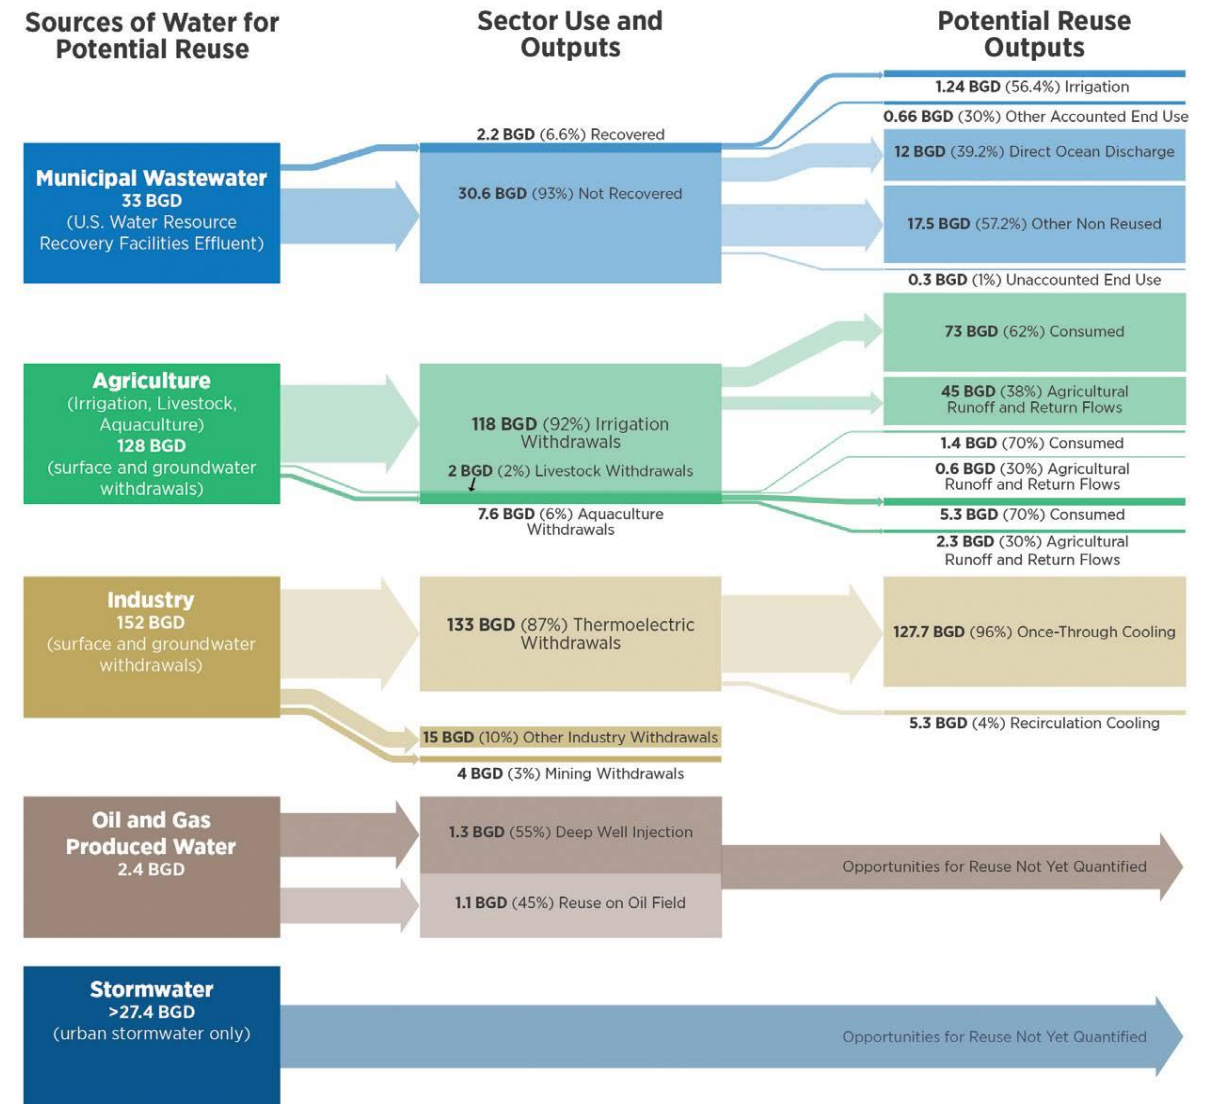 Sources of Water for
Potential Reuse
Sector Use and
Outputs
Potential Reuse
Outputs
Municipal Wastewater
33 BGD
(U.S. Water Resource
Recovery Facilities Effluent)
2.2 BGD (6.6%) Recovered
30.6 BGD (93%) Not Recovered
1.24 BGD (56.4%) Irrigation
0.66 BGD (30%) Other Accounted End Use
12 BGD (39.2%) Direct Ocean Discharge
17.5 BGD (57.2%) Other Non Reused
0.3 BGD (1%) Unaccounted End Use
Agriculture
(Irrigation, Livestock,
Aquaculture)
128 BGD
(surface and groundwater
withdrawals)
118 BGD (92%) Irrigation
Withdrawals
2 BGD (2%) Livestock Withdrawals
7.6 BGD (6%) Aquaculture
Withdrawals
73 BGD (62%) Consumed
45 BGD (38%) Agricultural
Runoff and Return Flows
1.4 BGD (70%) Consumed
0.6 BGD (30%) Agricultural
Runoff and Return Flows
5.3 BGD (70%) Consumed
2.3 BGD (30%) Agricultural
Runoff and Return Flows
Industry
152 BGD
(surface and groundwater
withdrawals)
133 BGD (87%) Thermoelectric
Withdrawals
15 BGD (10%) Other Industry Withdrawals
4 BGD (3%) Mining Withdrawals
127.7 BGD (96%) Once-Through Cooling
5.3 BGD (4%) Recirculation Cooling
Oil and Gas
Produced Water
2.4 BGD
1.3 BGD (55%) Deep Well Injection
1.1 BGD (45%) Reuse on Oil Field
Opportunities for Reuse Not Yet Quantified
Stormwater
>27.4 BGD
(urban stormwater only)
Opportunities for Reuse Not Yet Quantified